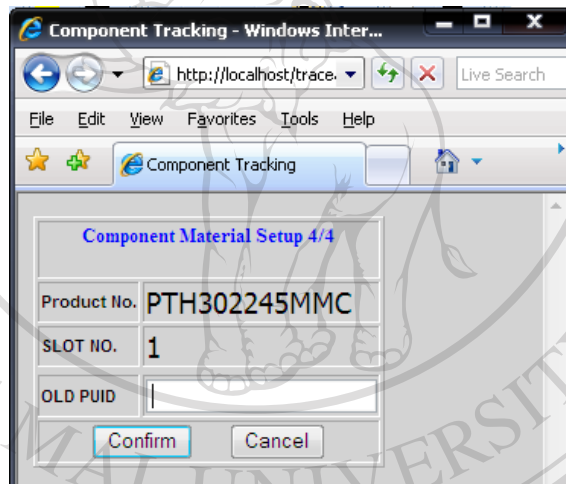 Component Tracking - Windows Inter...
http://localhost/trace. Live Search
File Edit View Favorites Tools Help
Component Tracking
Component Material Setup 4/4
Product No. PTH302245MMC
SLOT NO. 1
OLD PUID
Confirm Cancel